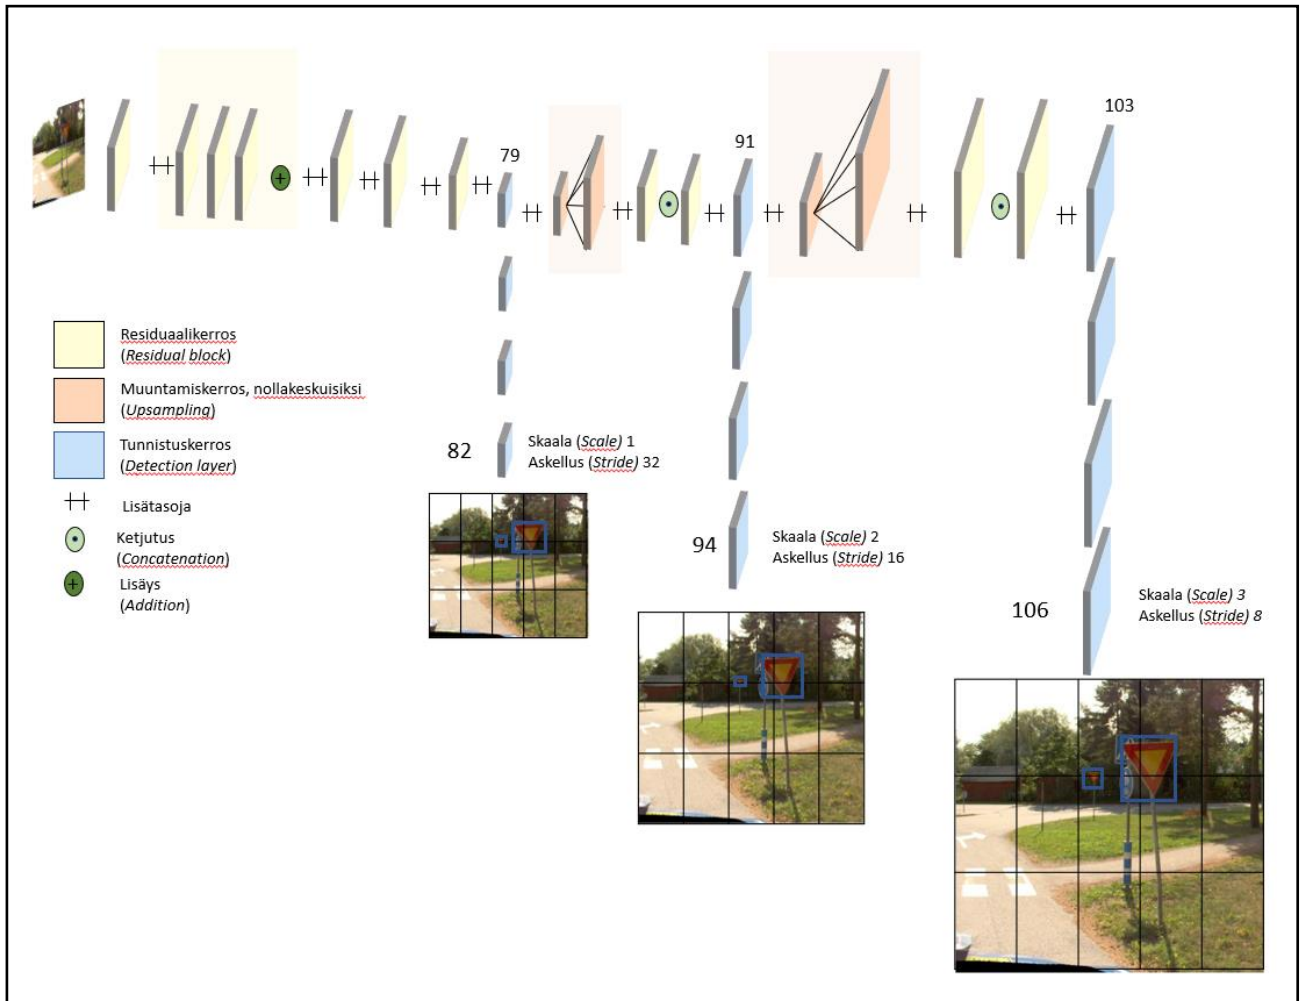 103
91
79
Residuaalikerros
(Residual block)
Muuntamiskerros, nollakeskuisiksi
(Upsampling)
Tunnistuskerros
(Detection layer)
Lisätasoja
Ketjutus
(Concatenation)
Lisäys
(Addition)
82
Skaala (Scale) 1
Askellus (Stride) 32
94
Skaala (Scale) 2
Askellus (Stride) 16
106
Skaala (Scale) 3
Askellus (Stride) 8